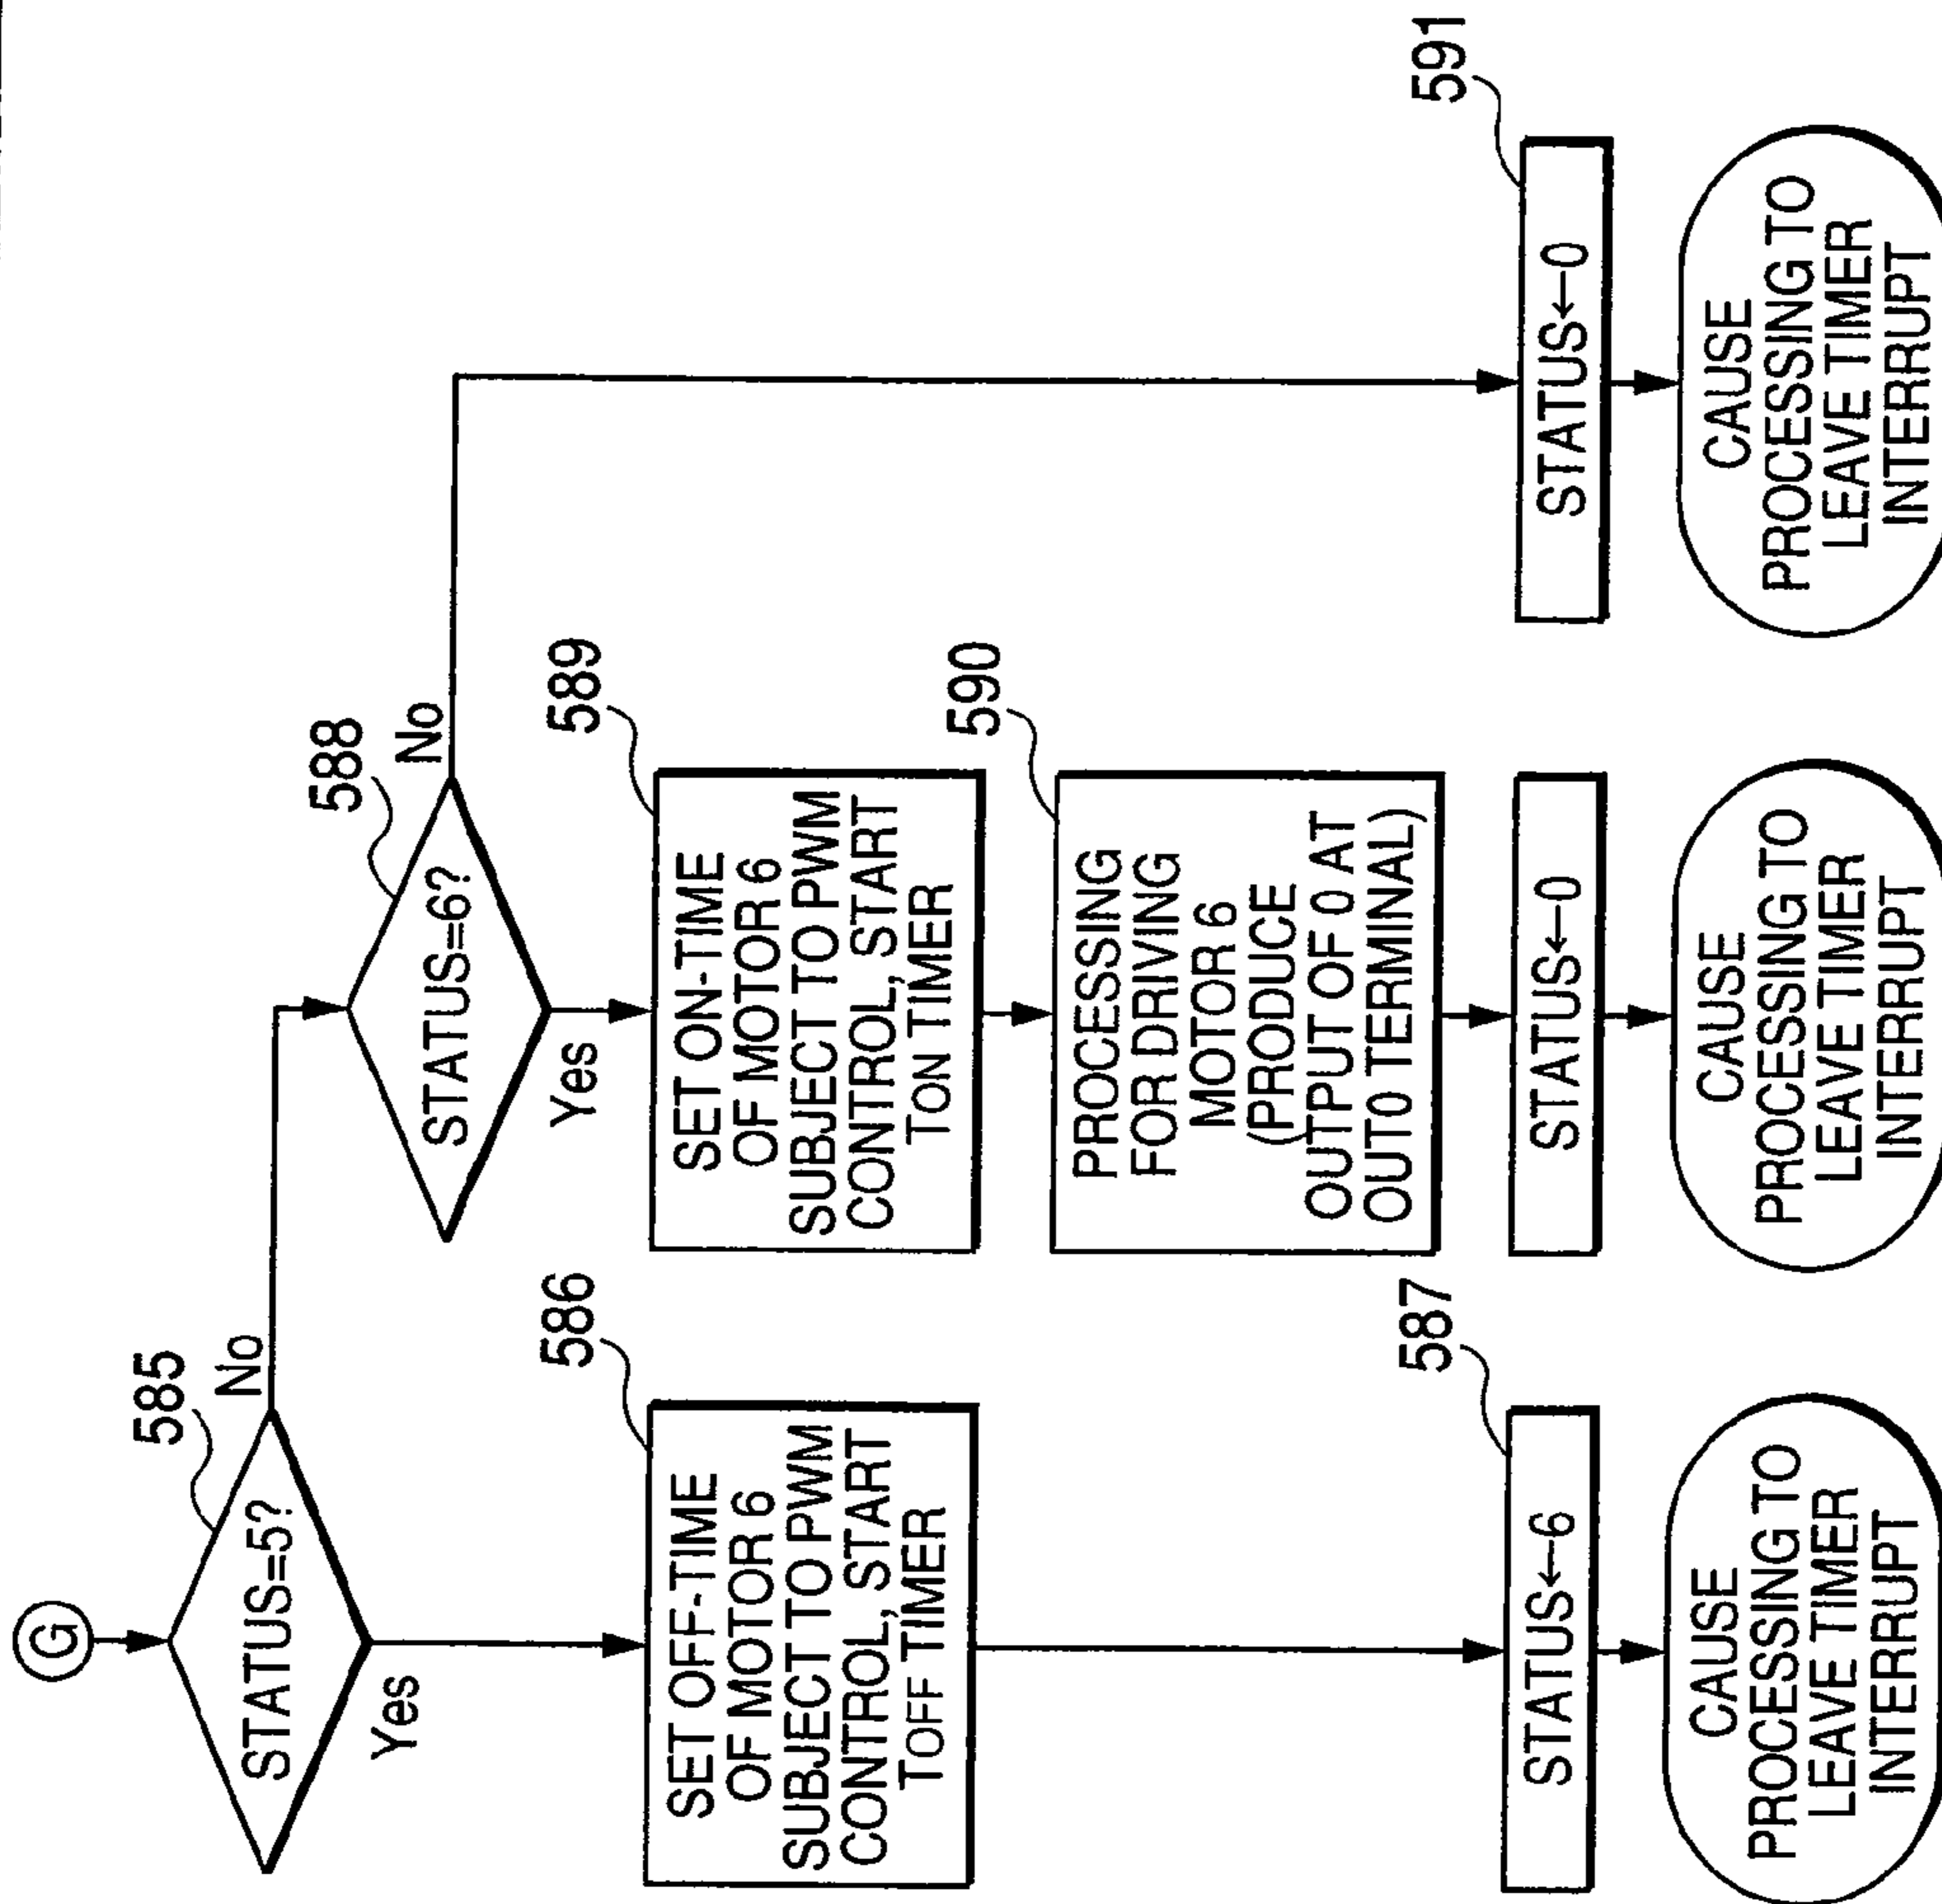 G
585
STATUS=5?
No
Yes
586
SET OFF-TIME
OF MOTOR 6
SUBJECT TO PWM
CONTROL, START
TOFF TIMER
587
STATUS←6
CAUSE
PROCESSING TO
LEAVE TIMER
INTERRUPT
588
STATUS=6?
No
Yes
589
SET ON-TIME
OF MOTOR 6
SUBJECT TO PWM
CONTROL, START
TON TIMER
590
PROCESSING
FOR DRIVING
MOTOR 6
(PRODUCE
OUTPUT OF 0 AT
OUT0 TERMINAL)
STATUS←0
CAUSE
PROCESSING TO
LEAVE TIMER
INTERRUPT
591
STATUS←0
CAUSE
PROCESSING TO
LEAVE TIMER
INTERRUPT